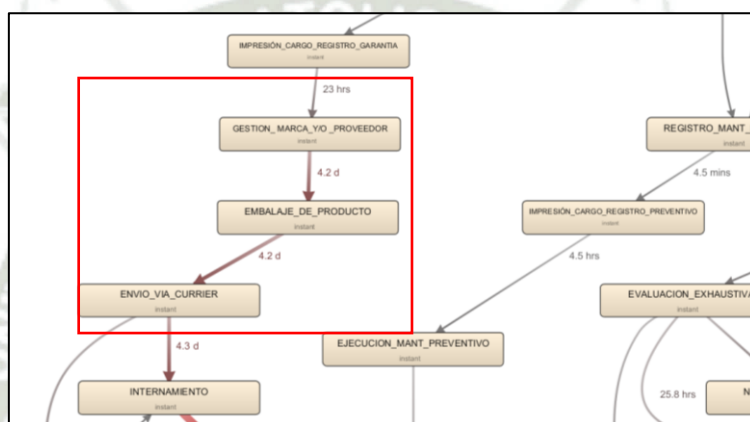 IMPRESIÓN_CARGO_REGISTRO_GARANTIA
instant
23 hrs
GESTION_MARCA_Y/O_PROVEEDOR
instant
REGISTRO_MANT_
instant
4.2 d
4.5 mins
EMBALAJE_DE_PRODUCTO
instant
IMPRESIÓN_CARGO_REGISTRO_PREVENTIVO
instant
4.2 d
4.5 hrs
ENVIO_VIA_CURRIER
instant
EVALUACION_EXHAUSTIVA
instant
4.3 d
EJECUCION_MANT_PREVENTIVO
instant
INTERNAMIENTO
instant
25.8 hrs
N